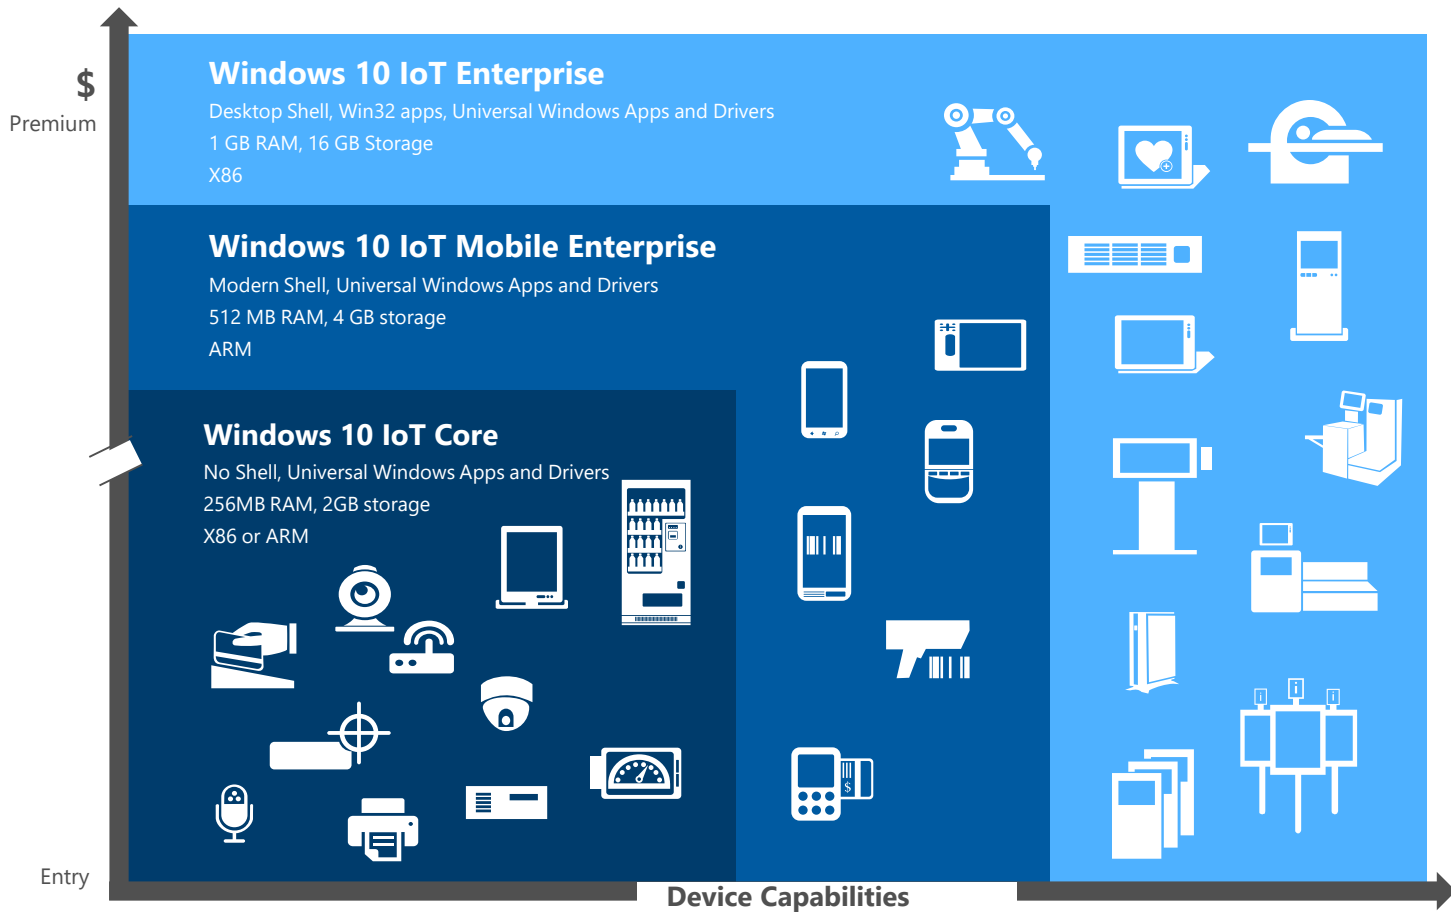 $
Premium
Windows 10 IoT Enterprise
Desktop Shell, Win32 apps, Universal Windows Apps and Drivers
1 GB RAM, 16 GB Storage
X86
Windows 10 IoT Mobile Enterprise
Modern Shell, Universal Windows Apps and Drivers
512 MB RAM, 4 GB storage
ARM
Windows 10 IoT Core
No Shell, Universal Windows Apps and Drivers
256MB RAM, 2GB storage
X86 or ARM
i
i
i
$
Entry
Device Capabilities